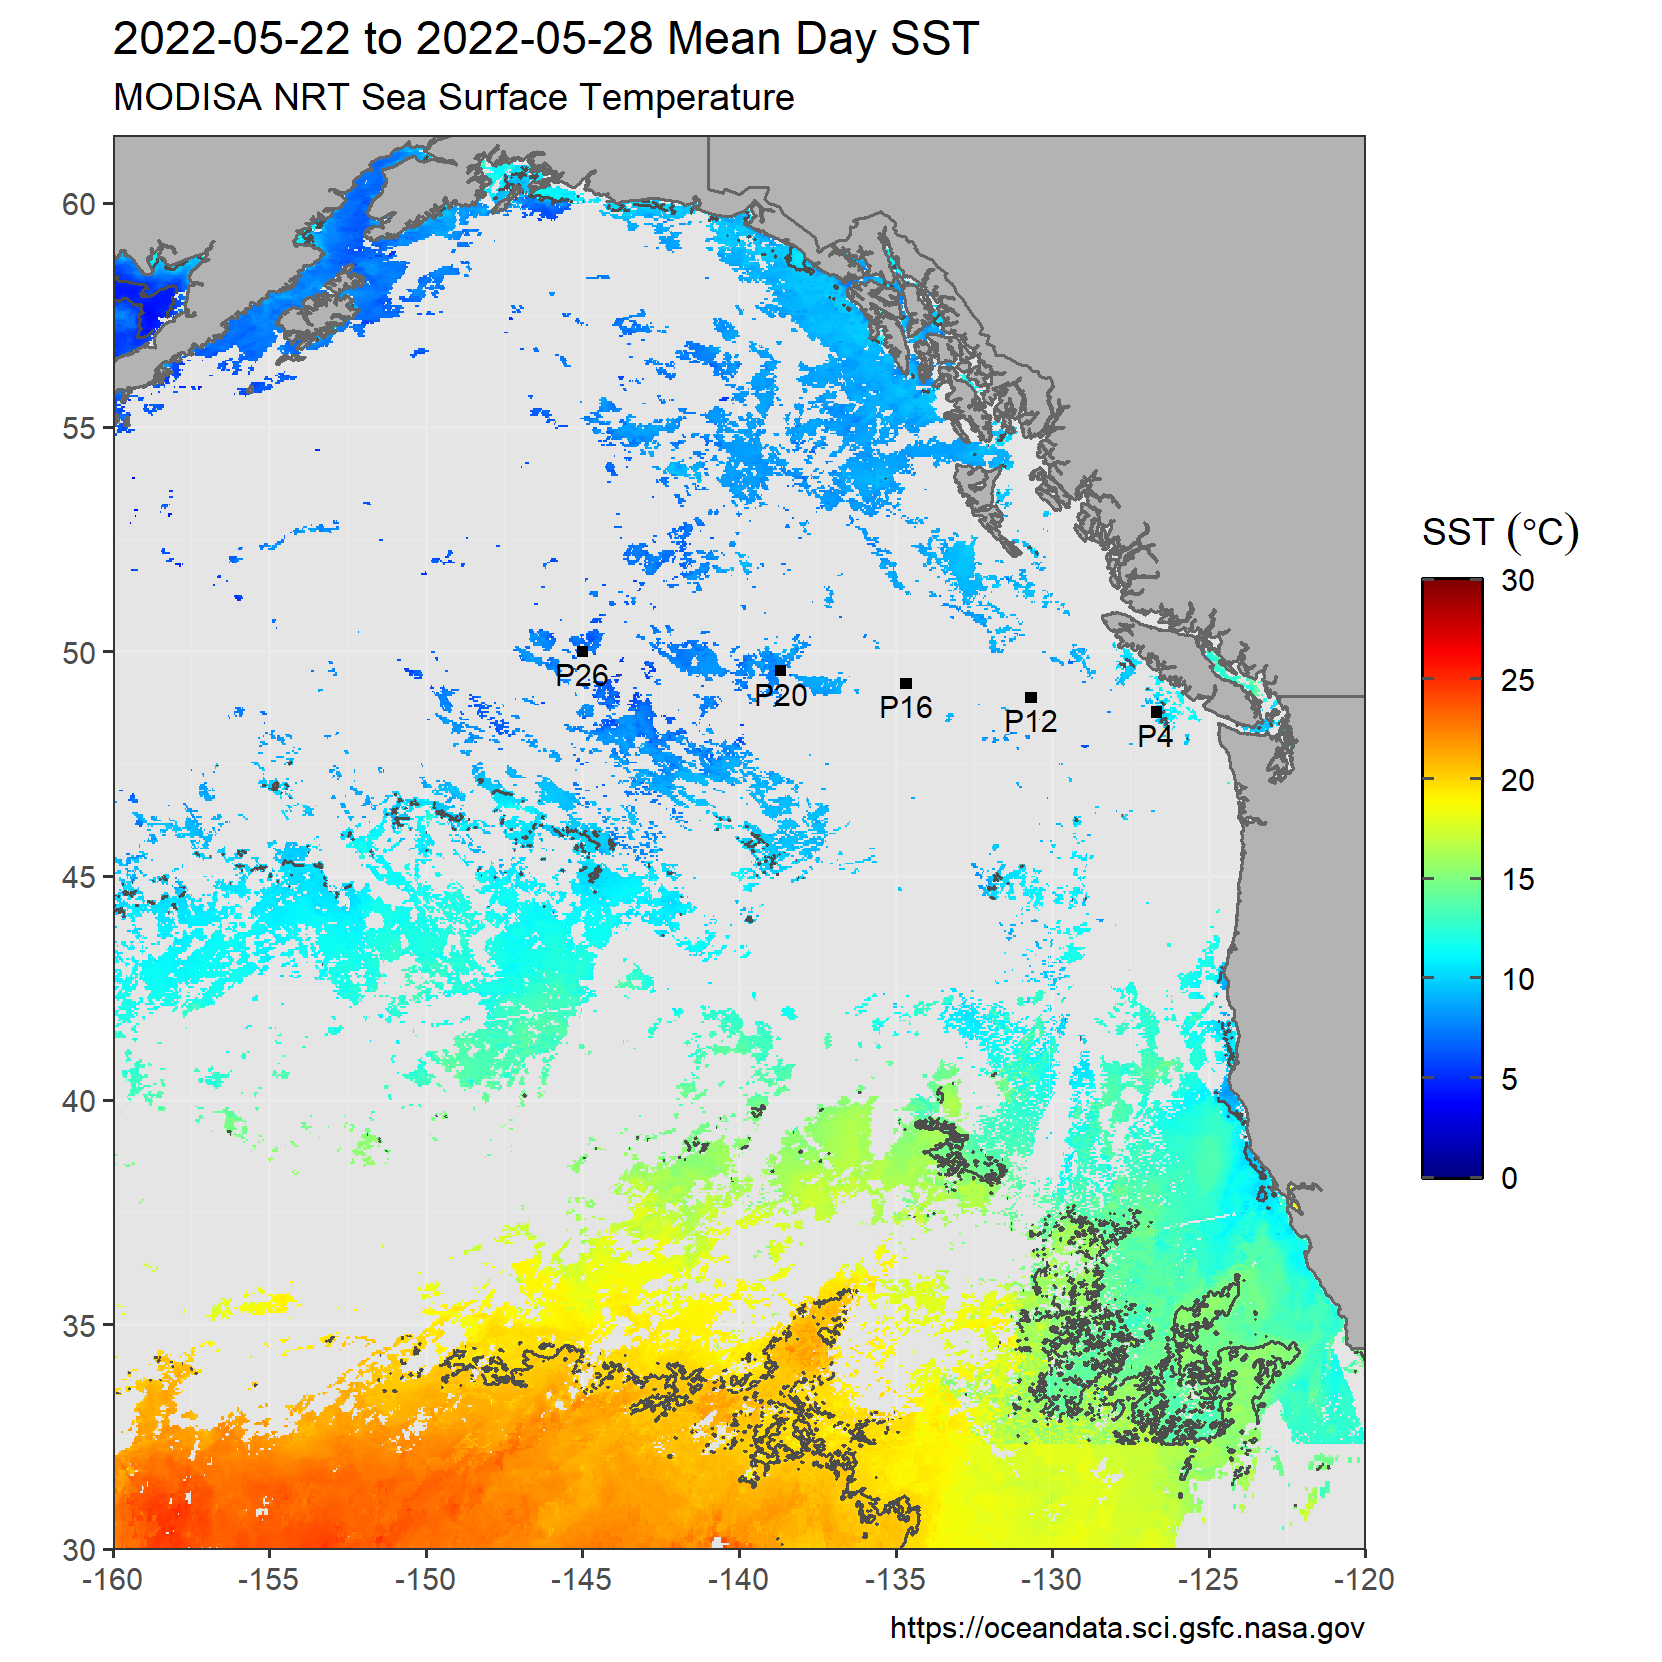 2022-05-22 to 2022-05-28 Mean Day SST
MODISA NRT Sea Surface Temperature
60
55
50
45
40
35
30
P26
P20
P16
P12
P4
-160
-155
-150
-145
-140
-135
-130
-125
-120
SST (°C)
30
25
20
15
10
5
0
https://oceandata.sci.gsfc.nasa.gov